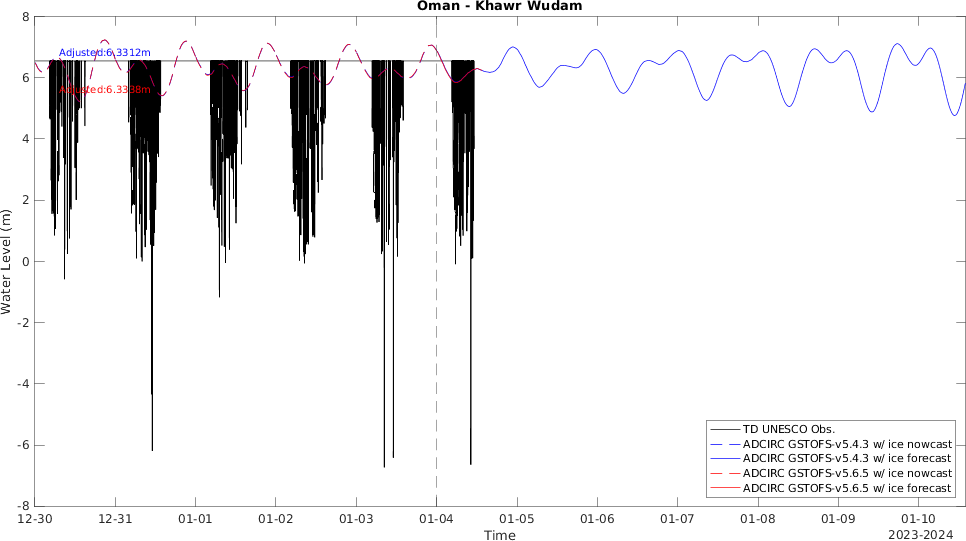 Oman - Khawr Wudam
8
Adjusted:6.3312m
6
Adjusted:6.3338m
4
2
0
-2
-4
-6
-8
Water Level (m)
TD UNESCO Obs.
ADCIRC GSTOFS-v5.4.3 w/ ice nowcast
ADCIRC GSTOFS-v5.4.3 w/ ice forecast
ADCIRC GSTOFS-v5.6.5 w/ ice nowcast
ADCIRC GSTOFS-v5.6.5 w/ ice forecast
12-30 12-31 01-01 01-02 01-03 01-04 01-05 01-06 01-07 01-08 01-09 01-10
Time
2023-2024